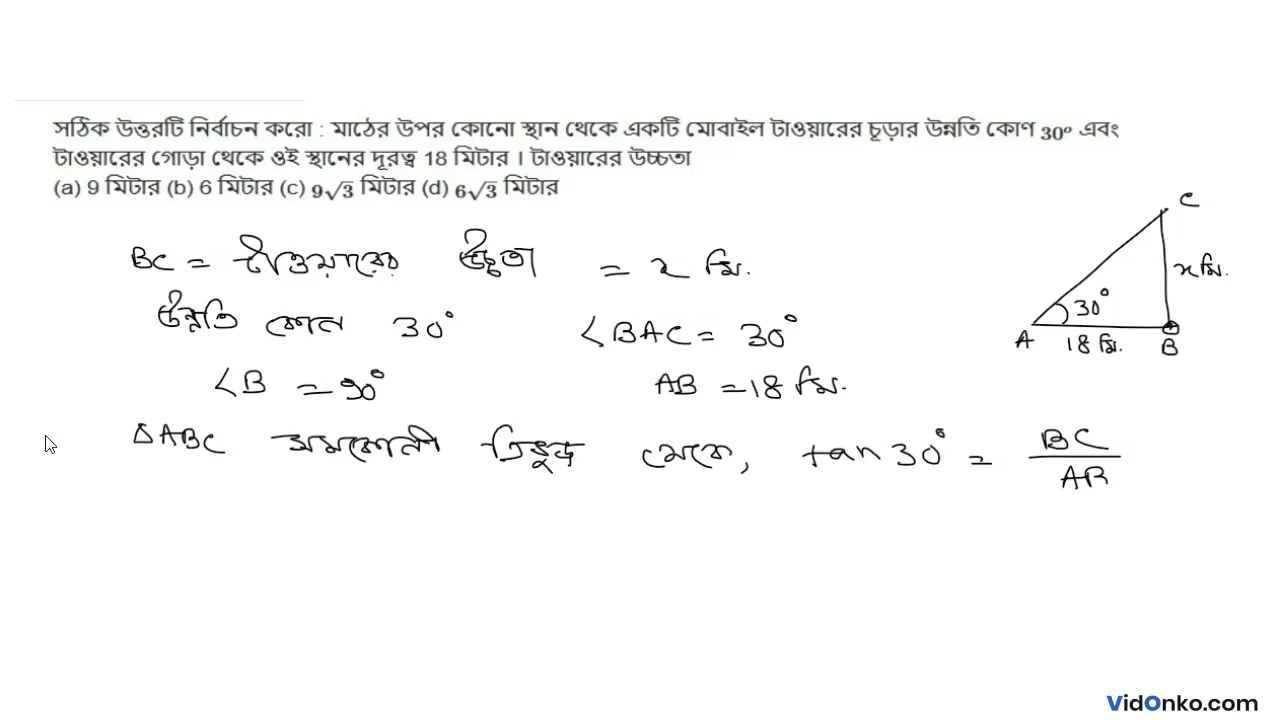 সঠিক উত্তরটি নির্বাচন করো : মাঠের উপর কোনো স্থান থেকে একটি মোবাইল টাওয়ারের চূড়ার উন্নতি কোণ 30° এবং
টাওয়ারের গোড়া থেকে ওই স্থানের দূরত্ব 18 মিটার । টাওয়ারের উচ্চতা
(a) 9 মিটার (b) 6 মিটার (c) 9√3 মিটার (d) 6√3 মিটার
C
BC = টাওয়ারের উচ্চতা = x মি.
x মি.
30°
উন্নতি কোন 30° ∠BAC = 30°
A 18 মি. B
∠B = 90° AB = 18 মি.
△ABC সমকোনী ত্রিভুজ থেকে, tan 30° = BC
AB
VidOnko.com